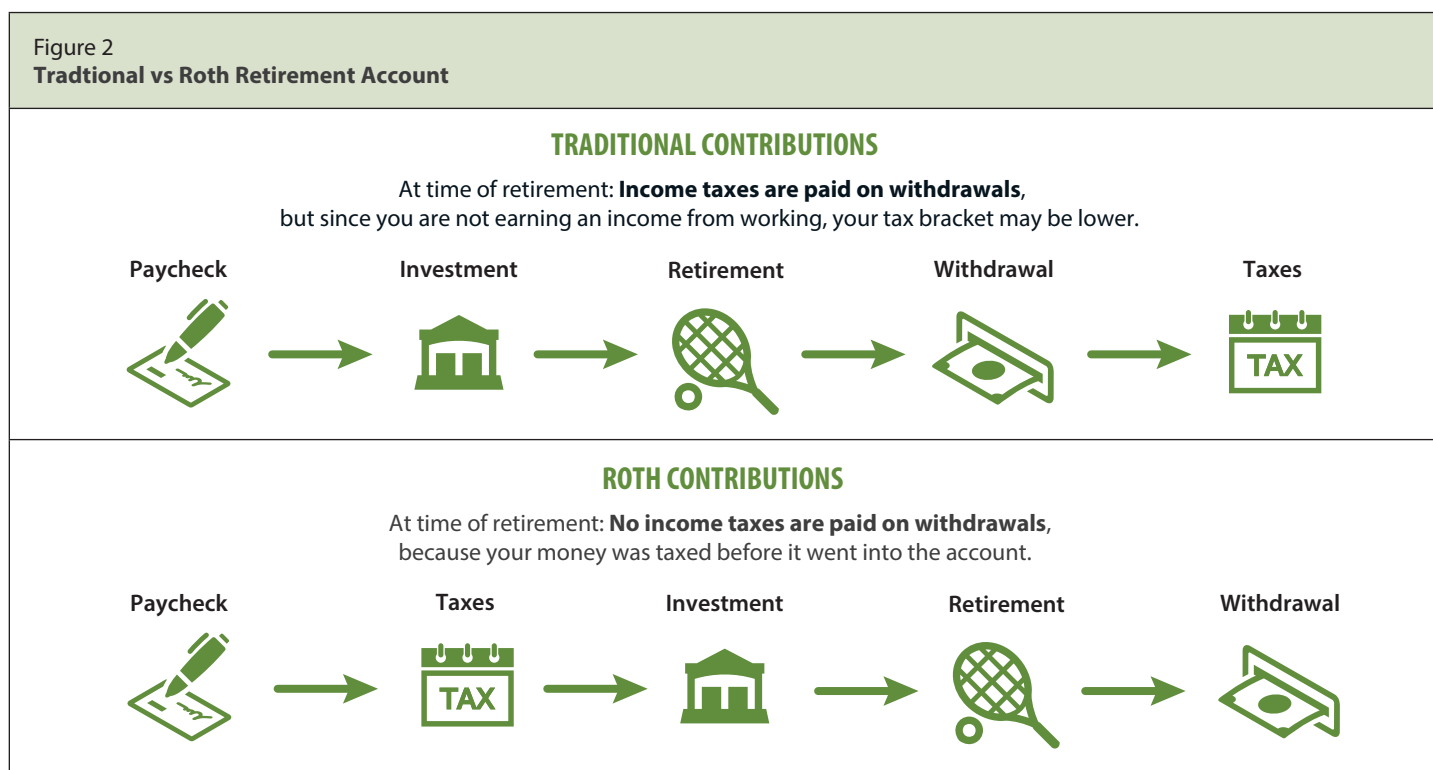 Figure 2
Tradtional vs Roth Retirement Account
TRADITIONAL CONTRIBUTIONS
At time of retirement: Income taxes are paid on withdrawals,
but since you are not earning an income from working, your tax bracket may be lower.
Paycheck Investment Retirement Withdrawal Taxes
TAX
ROTH CONTRIBUTIONS
At time of retirement: No income taxes are paid on withdrawals,
because your money was taxed before it went into the account.
Paycheck Taxes Investment Retirement Withdrawal
TAX